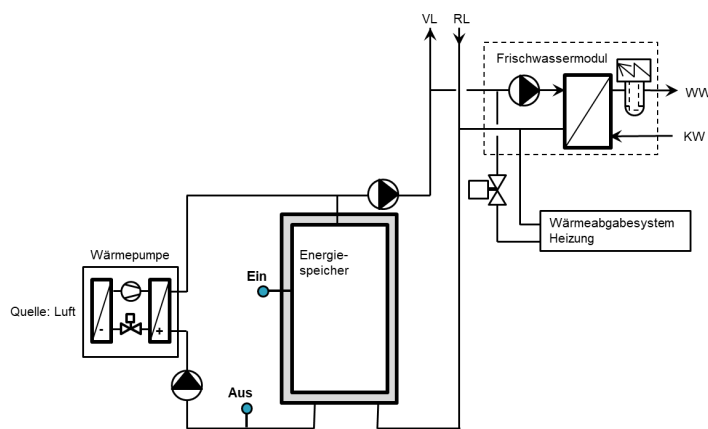 VL
RL
Frischwassermodul
WW
KW
Wärmeabgabesystem
Heizung
Wärmepumpe
Energie-
speicher
Ein
Quelle: Luft
-
+
Aus